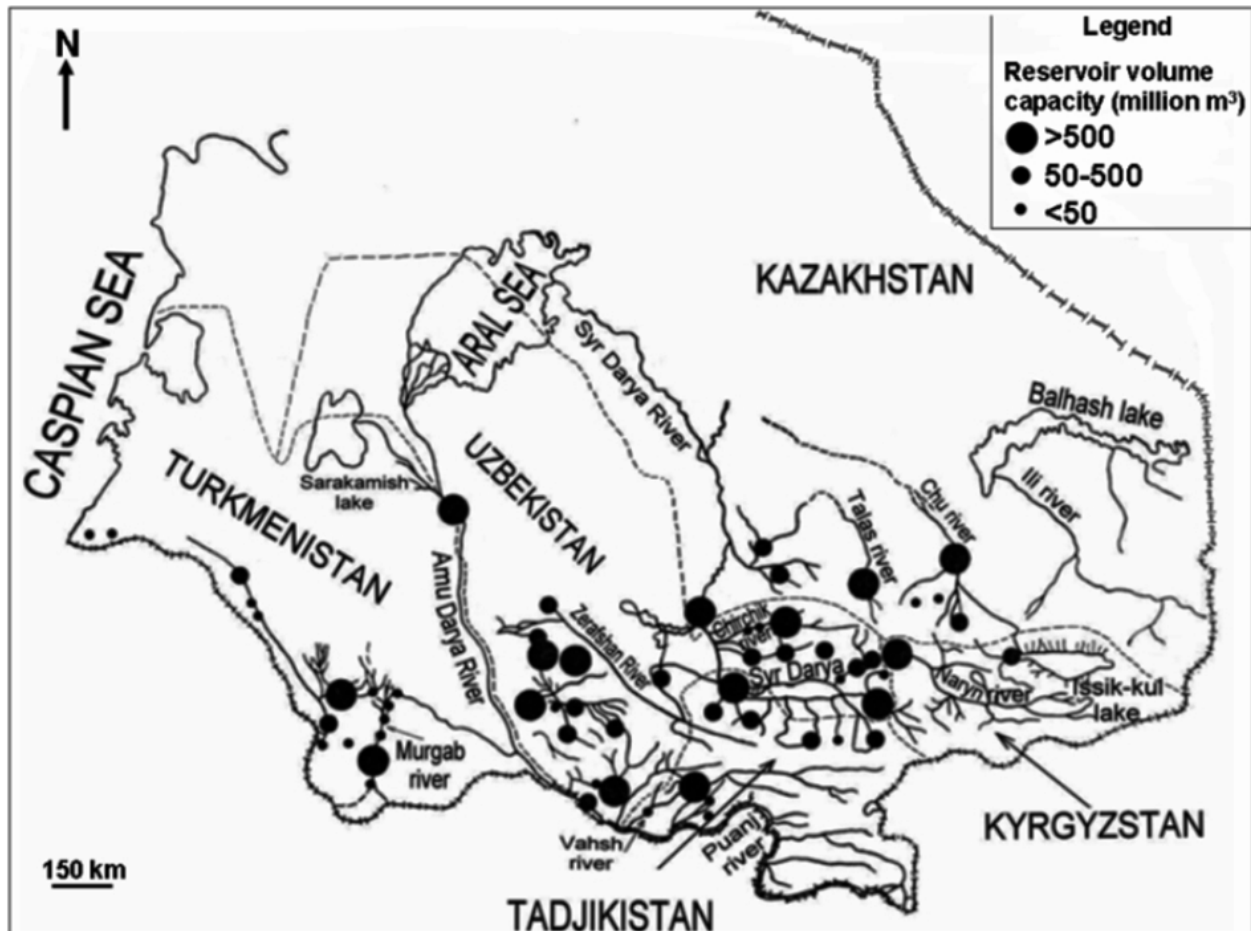 N
Legend
Reservoir volume
capacity (million m³)
>500
50-500
<50
KAZAKHSTAN
CASPIAN SEA
ARAL SEA
Syr Darya River
Balhash lake
Ili river
TURKMENISTAN
Sarakamish
lake
UZBEKISTAN
Talas river
Chu river
Amu Darya River
Zerafshan River
Chirchik
river
Syr Darya
Naryn river
Issik-kul
lake
Murgab
river
KYRGYZSTAN
Vahsh
river
Puanj
river
150 km
TADJIKISTAN